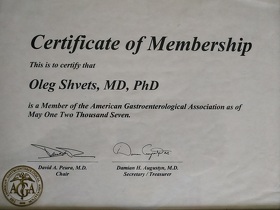 Certificate of Membership
This is to certify that
Oleg Shvets, MD, PhD
is a Member of the American Gastroenterological Association as of
May One Two Thousand Seven.
David A. Peura, M.D.
Chair
Damian H. Augustyn, M.D.
Secretary / Treasurer
AGA